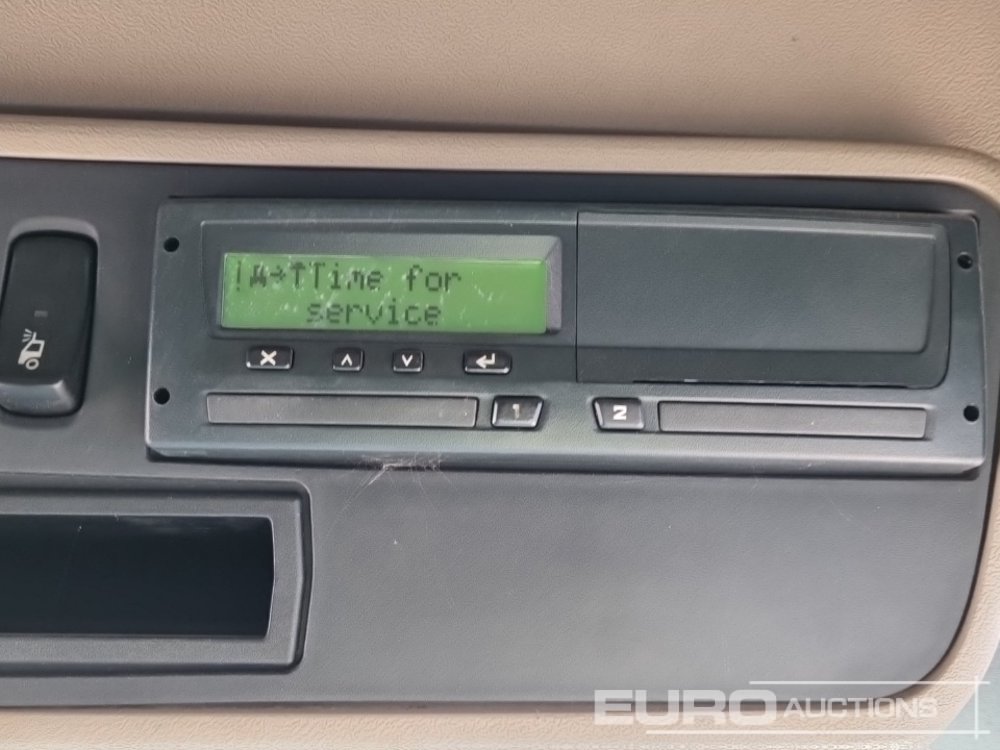 !A→↑Time for
service
1
2
EURO AUCTIONS